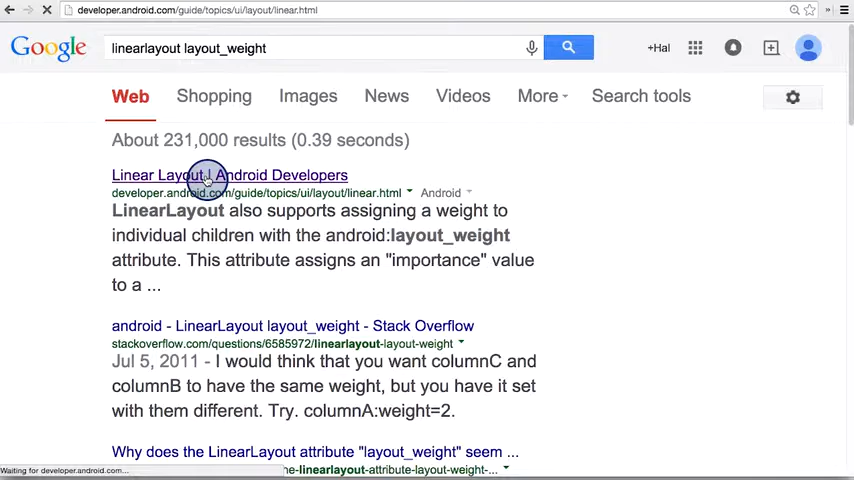 developer.android.com/guide/topics/ui/layout/linear.html
Google
linearlayout layout_weight
+Hal
Web Shopping Images News Videos More Search tools
About 231,000 results (0.39 seconds)
Linear Layout | Android Developers
developer.android.com/guide/topics/ui/layout/linear.html Android
LinearLayout also supports assigning a weight to
individual children with the android:layout_weight
attribute. This attribute assigns an "importance" value
to a ...
android - LinearLayout layout_weight - Stack Overflow
stackoverflow.com/questions/6585972/linearlayout-layout-weight
Jul 5, 2011 - I would think that you want columnC and
columnB to have the same weight, but you have it set
with them different. Try. columnA:weight=2.
Why does the LinearLayout attribute "layout_weight" seem ...
Waiting for developer.android.com... ne-linearlayout-attribute-layout-weight-...